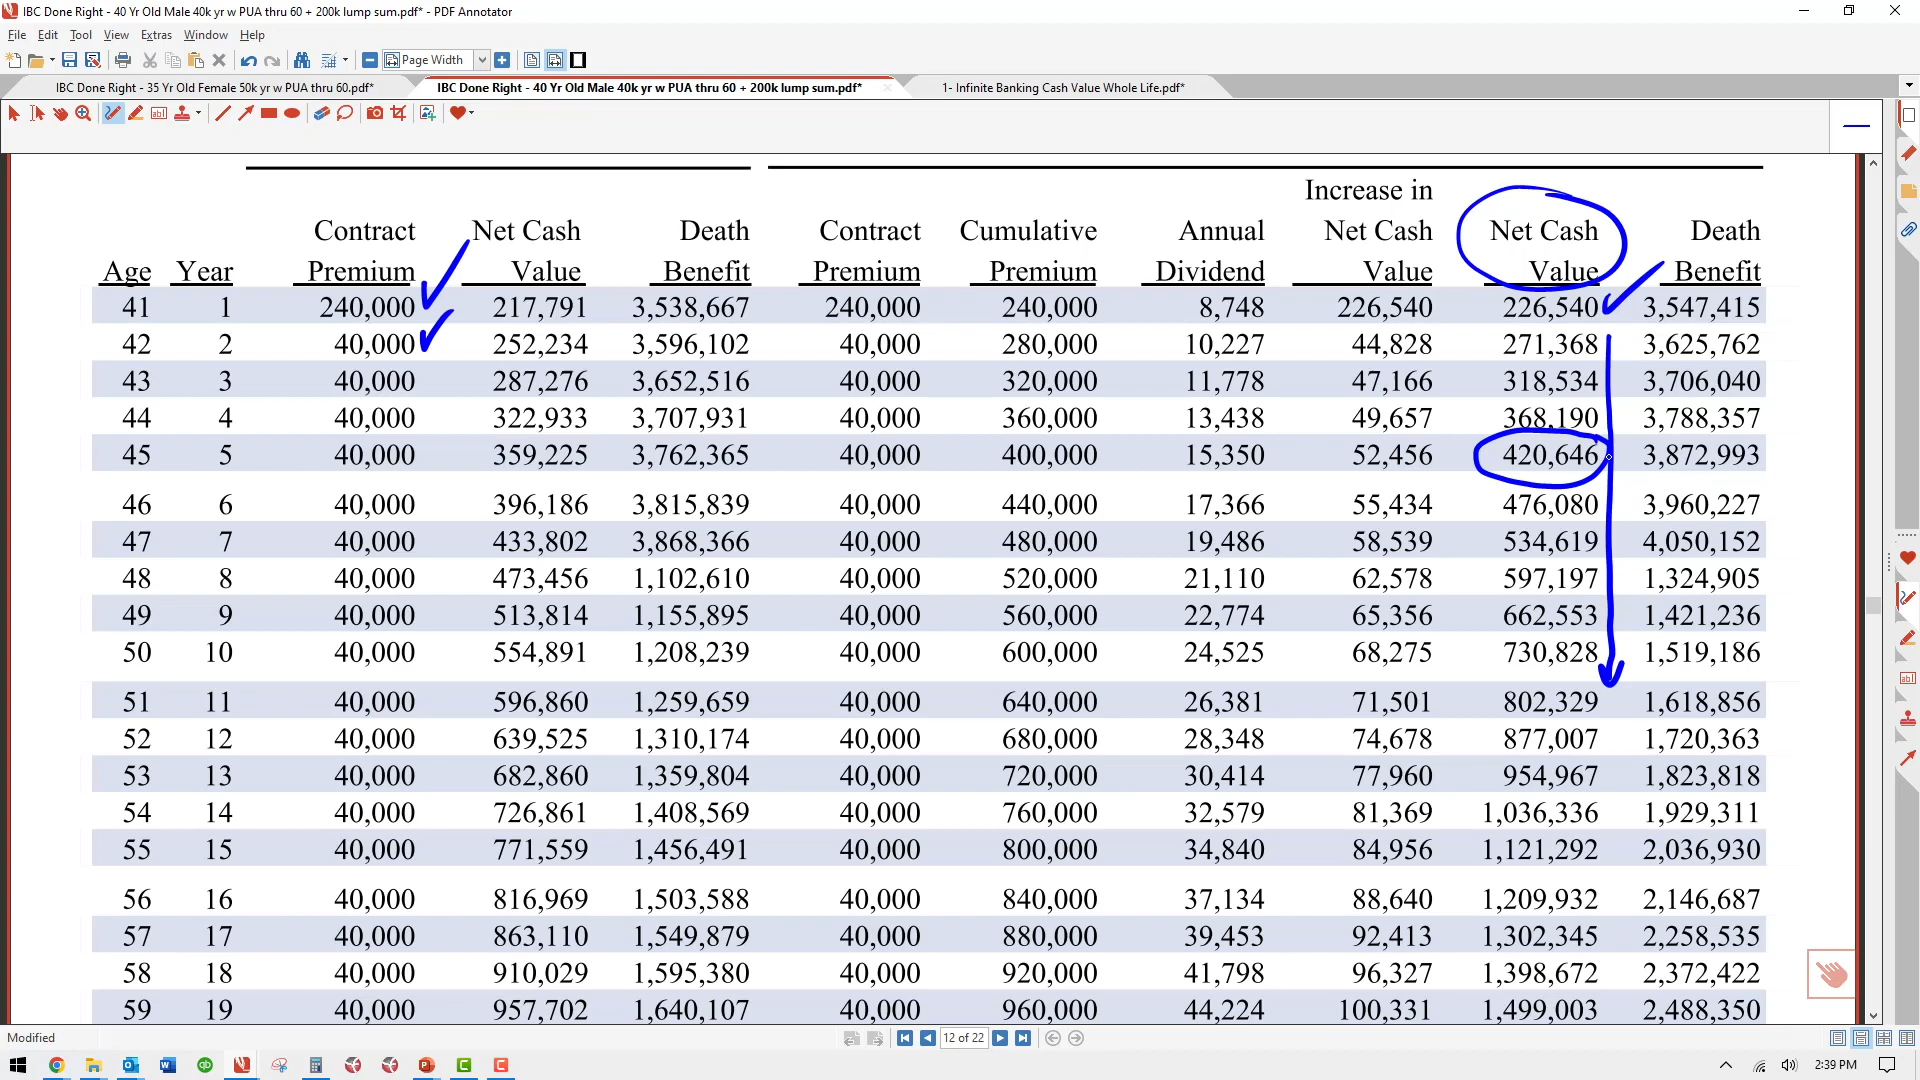 IBC Done Right - 40 Yr Old Male 40k yr w PUA thru 60 + 200k lump sum.pdf* - PDF Annotator
File Edit Tool View Extras Window Help
Page Width
IBC Done Right - 35 Yr Old Female 50k yr w PUA thru 60.pdf* IBC Done Right - 40 Yr Old Male 40k yr w PUA thru 60 + 200k lump sum.pdf* 1- Infinite Banking Cash Value Whole Life.pdf*
Increase in
Contract Net Cash Death Contract Cumulative Annual Net Cash Net Cash Death
Age Year Premium Value Benefit Premium Premium Dividend Value Value Benefit
41 1 240,000 217,791 3,538,667 240,000 240,000 8,748 226,540 226,540 3,547,415
42 2 40,000 252,234 3,596,102 40,000 280,000 10,227 44,828 271,368 3,625,762
43 3 40,000 287,276 3,652,516 40,000 320,000 11,778 47,166 318,534 3,706,040
44 4 40,000 322,933 3,707,931 40,000 360,000 13,438 49,657 368,190 3,788,357
45 5 40,000 359,225 3,762,365 40,000 400,000 15,350 52,456 420,646 3,872,993
46 6 40,000 396,186 3,815,839 40,000 440,000 17,366 55,434 476,080 3,960,227
47 7 40,000 433,802 3,868,366 40,000 480,000 19,486 58,539 534,619 4,050,152
48 8 40,000 473,456 1,102,610 40,000 520,000 21,110 62,578 597,197 1,324,905
49 9 40,000 513,814 1,155,895 40,000 560,000 22,774 65,356 662,553 1,421,236
50 10 40,000 554,891 1,208,239 40,000 600,000 24,525 68,275 730,828 1,519,186
51 11 40,000 596,860 1,259,659 40,000 640,000 26,381 71,501 802,329 1,618,856
52 12 40,000 639,525 1,310,174 40,000 680,000 28,348 74,678 877,007 1,720,363
53 13 40,000 682,860 1,359,804 40,000 720,000 30,414 77,960 954,967 1,823,818
54 14 40,000 726,861 1,408,569 40,000 760,000 32,579 81,369 1,036,336 1,929,311
55 15 40,000 771,559 1,456,491 40,000 800,000 34,840 84,956 1,121,292 2,036,930
56 16 40,000 816,969 1,503,588 40,000 840,000 37,134 88,640 1,209,932 2,146,687
57 17 40,000 863,110 1,549,879 40,000 880,000 39,453 92,413 1,302,345 2,258,535
58 18 40,000 910,029 1,595,380 40,000 920,000 41,798 96,327 1,398,672 2,372,422
59 19 40,000 957,702 1,640,107 40,000 960,000 44,224 100,331 1,499,003 2,488,350
Modified 12 of 22
2:39 PM